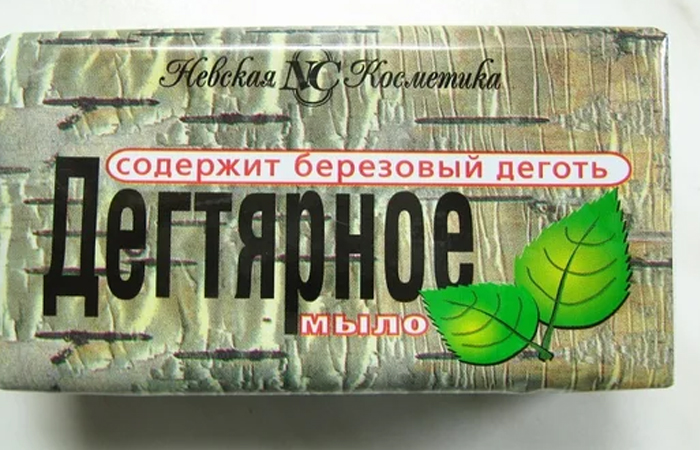 Невская NC Косметика
содержит березовый деготь
Дегтярное
мыло